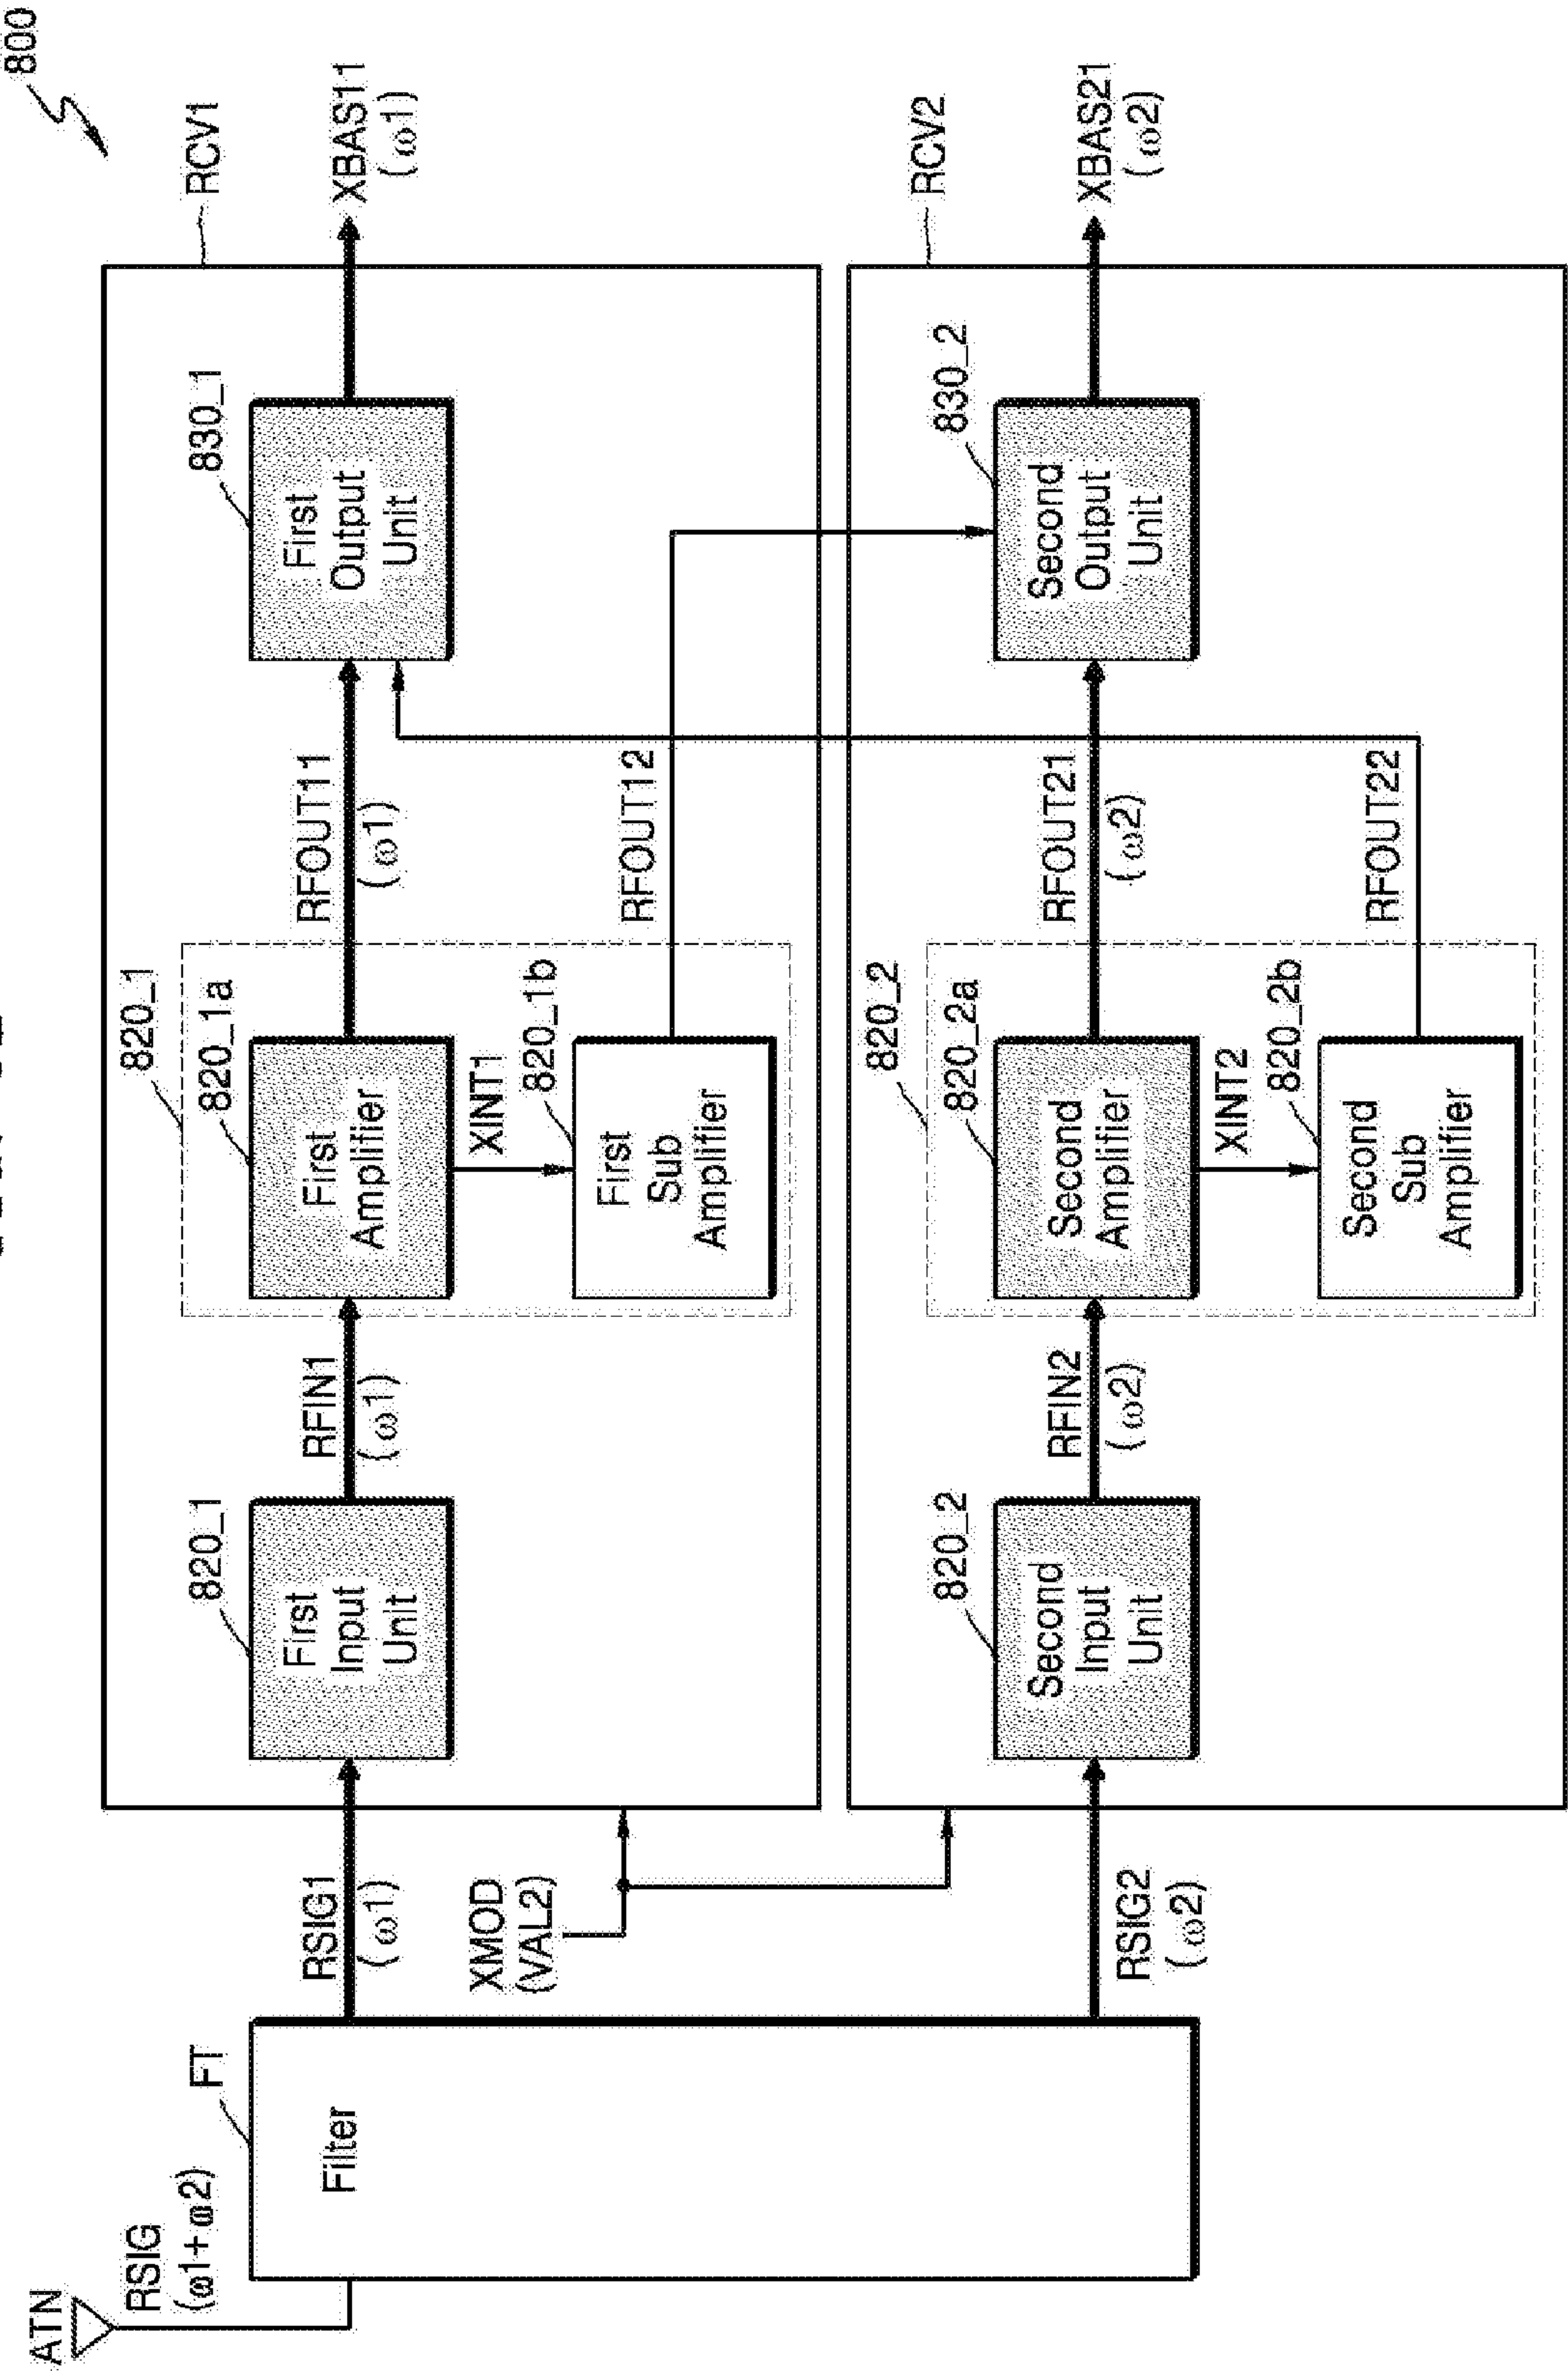 800
ATN
RSIG
(ω1+ω2)
FT
Filter
RSIG1
(ω1)
XMOD
(VAL2)
RSIG2
(ω2)
RCV1
820_1
First
Input
Unit
RFIN1
(ω1)
820_1
820_1a
First
Amplifier
XINT1
820_1b
First
Sub
Amplifier
RFOUT11
(ω1)
RFOUT12
830_1
First
Output
Unit
XBAS11
(ω1)
RCV2
820_2
Second
Input
Unit
RFIN2
(ω2)
820_2
820_2a
Second
Amplifier
XINT2
820_2b
Second
Sub
Amplifier
RFOUT21
(ω2)
RFOUT22
830_2
Second
Output
Unit
XBAS21
(ω2)